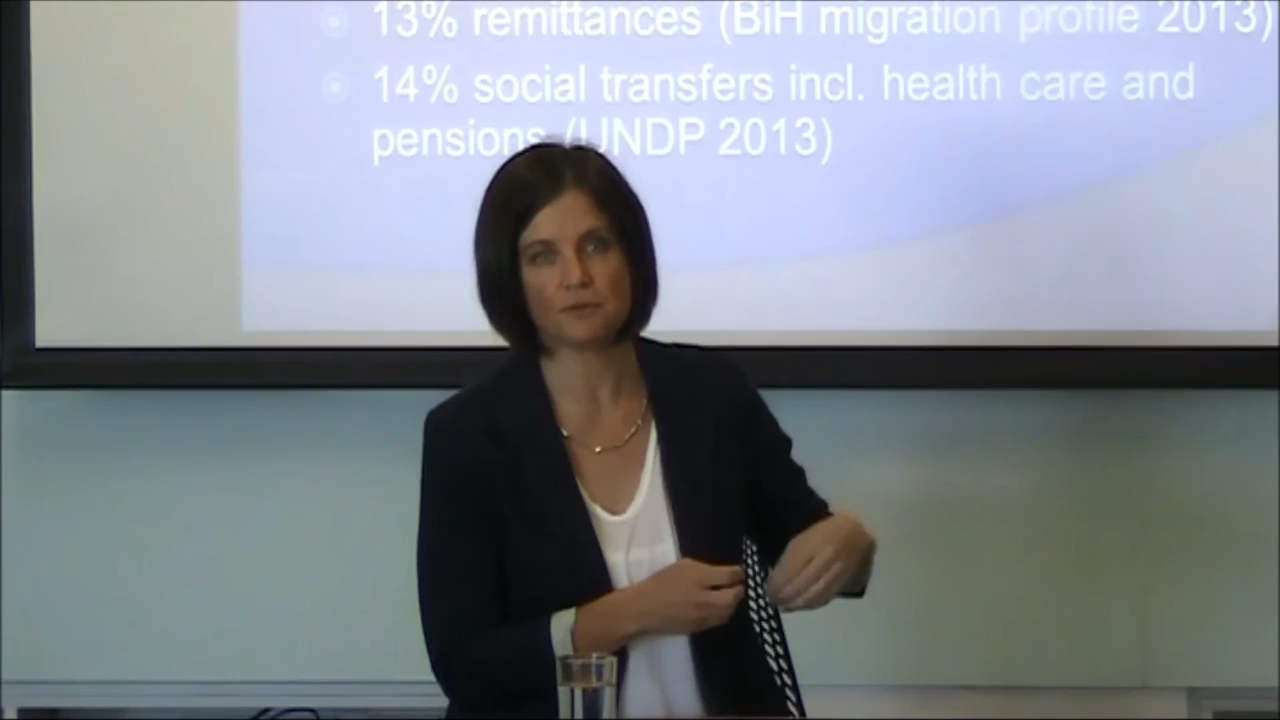 13% remittances (BiH migration profile 2013)
14% social transfers incl. health care and
pensions (UNDP 2013)